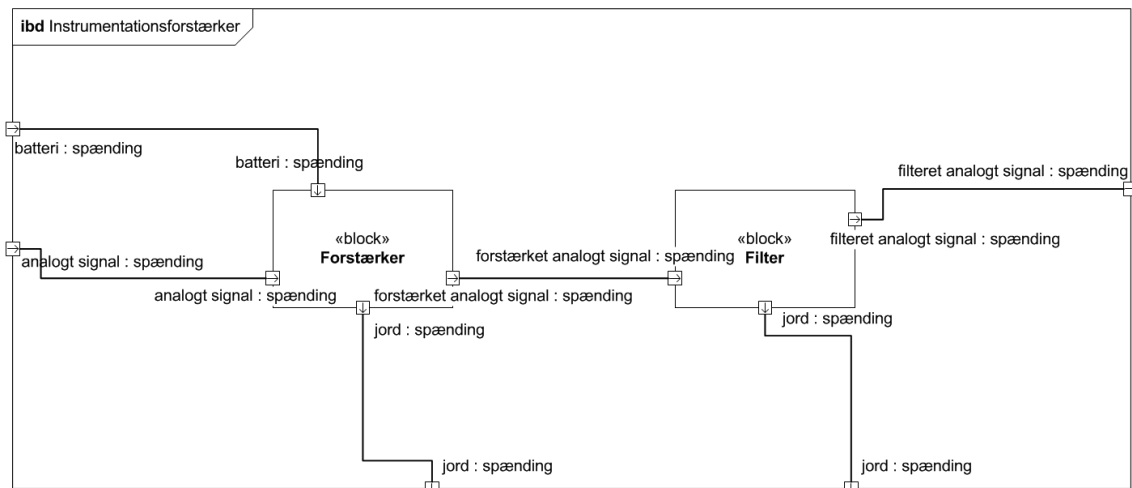 ibd Instrumentationsforstærker
batteri : spænding
batteri : spænding
filteret analogt signal : spænding
«block»
Forstærker
«block»
Filter
filteret analogt signal : spænding
analogt signal : spænding
forstærket analogt signal : spænding
analogt signal : spænding
forstærket analogt signal : spænding
jord : spænding
jord : spænding
jord : spænding
jord : spænding